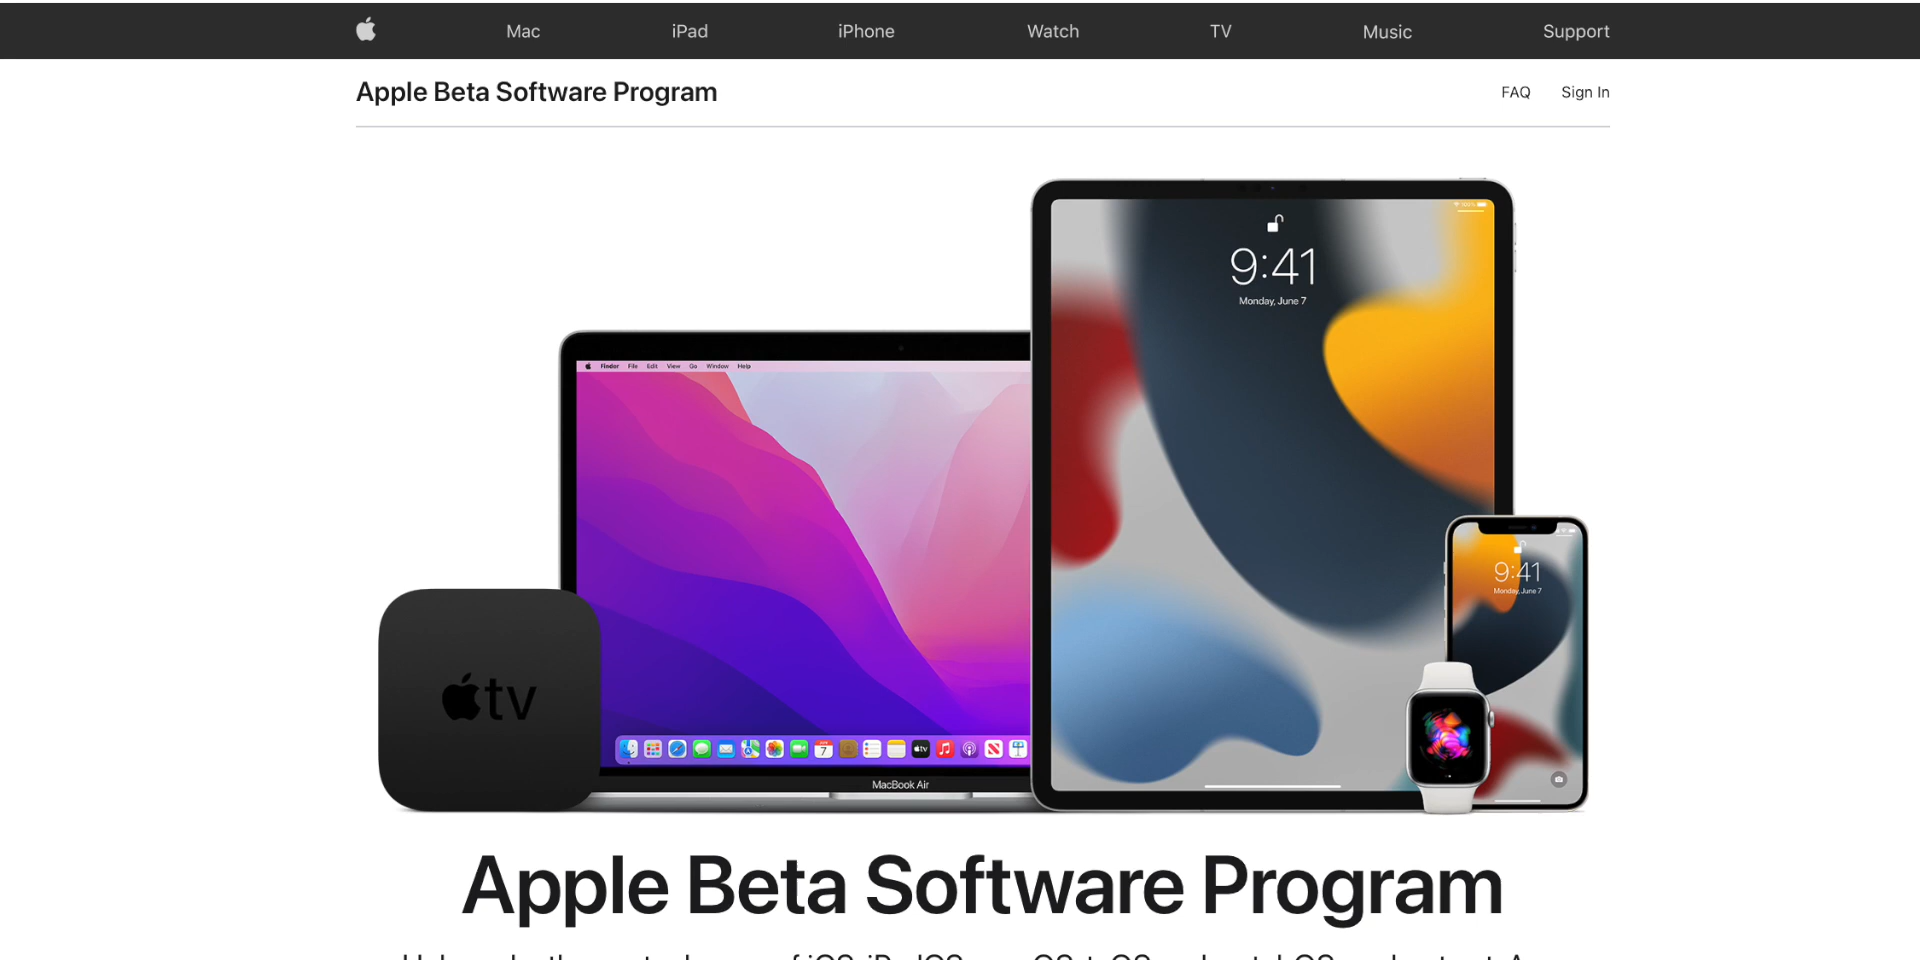 Mac iPad iPhone Watch TV Music Support
Apple Beta Software Program
FAQ Sign In
9:41
Monday, June 7
Finder File Edit View Go Window Help
9:41
Monday, June 7
tv
7
tv
MacBook Air
Apple Beta Software Program